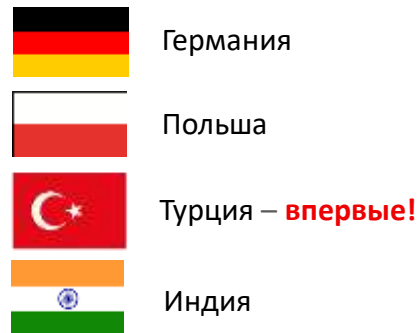 Германия
Польша
Турция – впервые!
Индия